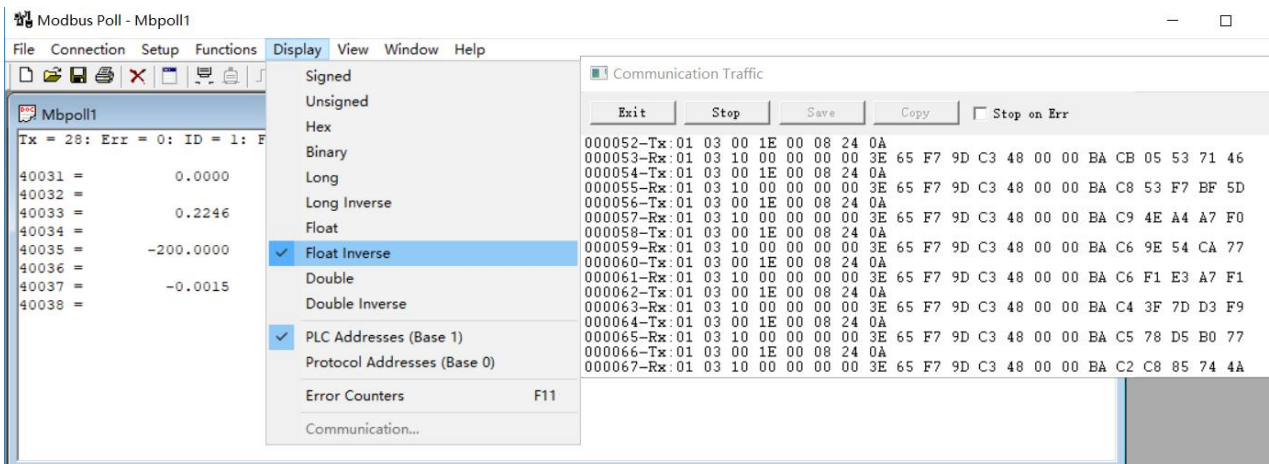 Modbus Poll - Mbpoll1
File Connection Setup Functions Display View Window Help
Mbpoll1
Tx = 28: Err = 0: ID = 1: F
40031 = 0.0000
40032 =
40033 = 0.2246
40034 =
40035 = -200.0000
40036 =
40037 = -0.0015
40038 =
Signed
Unsigned
Hex
Binary
Long
Long Inverse
Float
Float Inverse
Double
Double Inverse
PLC Addresses (Base 1)
Protocol Addresses (Base 0)
Error Counters F11
Communication...
Communication Traffic
Exit Stop Save Copy Stop on Err
000052-Tx:01 03 00 1E 00 08 24 0A
000053-Rx:01 03 10 00 00 00 00 3E 65 F7 9D C3 48 00 00 BA CB 05 53 71 46
000054-Tx:01 03 00 1E 00 08 24 0A
000055-Rx:01 03 10 00 00 00 00 3E 65 F7 9D C3 48 00 00 BA C8 53 F7 BF 5D
000056-Tx:01 03 00 1E 00 08 24 0A
000057-Rx:01 03 10 00 00 00 00 3E 65 F7 9D C3 48 00 00 BA C9 4E A4 A7 F0
000058-Tx:01 03 00 1E 00 08 24 0A
000059-Rx:01 03 10 00 00 00 00 3E 65 F7 9D C3 48 00 00 BA C6 9E 54 CA 77
000060-Tx:01 03 00 1E 00 08 24 0A
000061-Rx:01 03 10 00 00 00 00 3E 65 F7 9D C3 48 00 00 BA C6 F1 E3 A7 F1
000062-Tx:01 03 00 1E 00 08 24 0A
000063-Rx:01 03 10 00 00 00 00 3E 65 F7 9D C3 48 00 00 BA C4 3F 7D D3 F9
000064-Tx:01 03 00 1E 00 08 24 0A
000065-Rx:01 03 10 00 00 00 00 3E 65 F7 9D C3 48 00 00 BA C5 78 D5 B0 77
000066-Tx:01 03 00 1E 00 08 24 0A
000067-Rx:01 03 10 00 00 00 00 3E 65 F7 9D C3 48 00 00 BA C2 C8 85 74 4A